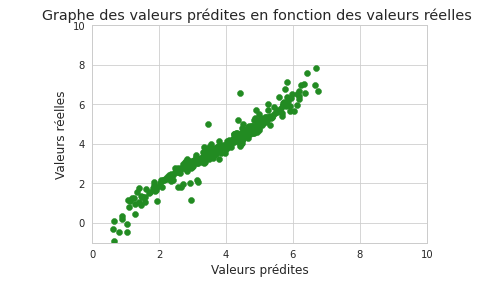 Graphe des valeurs prédites en fonction des valeurs réelles
10
8
6
4
2
0
Valeurs réelles
0 2 4 6 8 10
Valeurs prédites